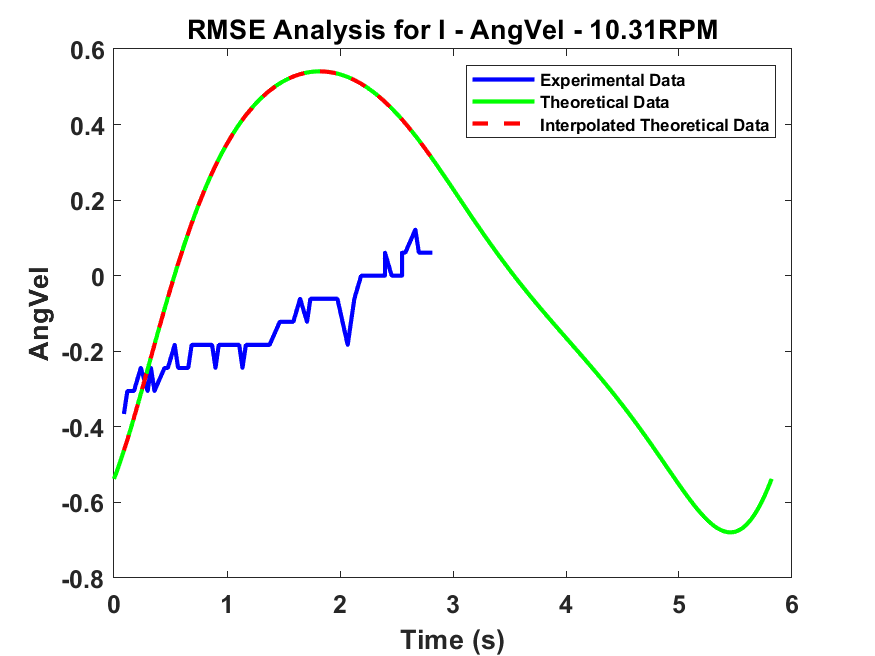 RMSE Analysis for I - AngVel - 10.31RPM
0.6
0.4
0.2
0
-0.2
-0.4
-0.6
-0.8
AngVel
Experimental Data
Theoretical Data
Interpolated Theoretical Data
0 1 2 3 4 5 6
Time (s)